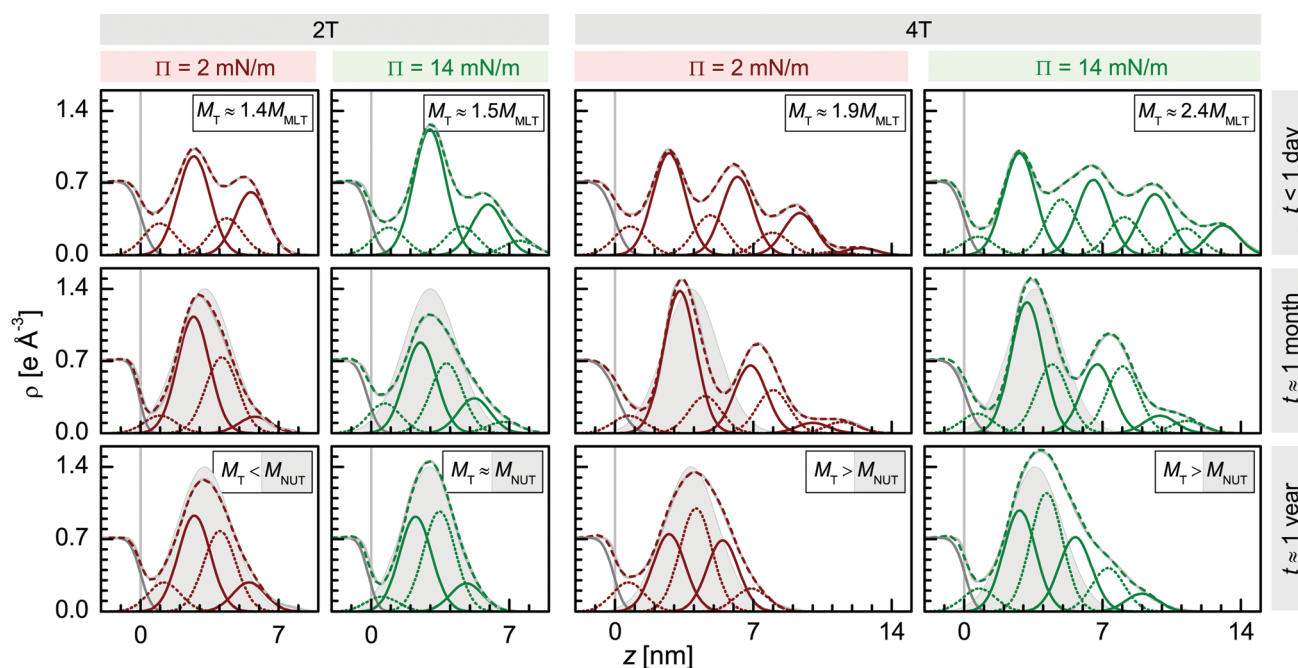 2T 4T
Π = 2 mN/m Π = 14 mN/m Π = 2 mN/m Π = 14 mN/m
1.4 M_T ≈ 1.4M_MLT M_T ≈ 1.5M_MLT M_T ≈ 1.9M_MLT M_T ≈ 2.4M_MLT
0.7
0.0
t < 1 day
1.4
0.7
0.0
t ≈ 1 month
ρ [e Å⁻³]
1.4 M_T < M_NUT M_T ≈ M_NUT M_T > M_NUT M_T > M_NUT
0.7
0.0
t ≈ 1 year
0 7 0 7 0 7 14 0 7 14
z [nm]